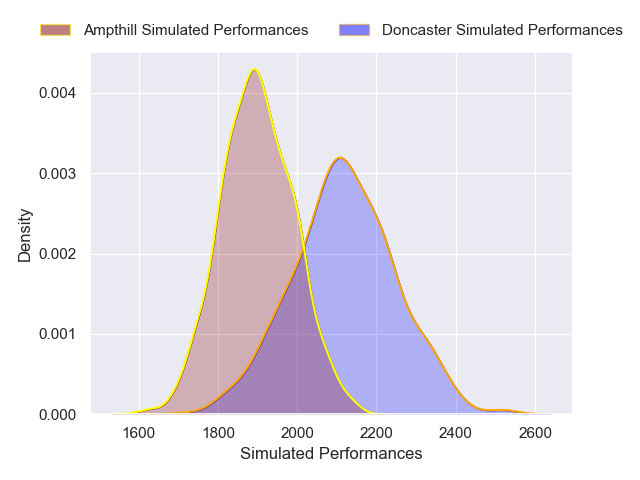 Ampthill Simulated Performances Doncaster Simulated Performances
0.004
0.003
0.002
0.001
0.000
Density
1600 1800 2000 2200 2400 2600
Simulated Performances